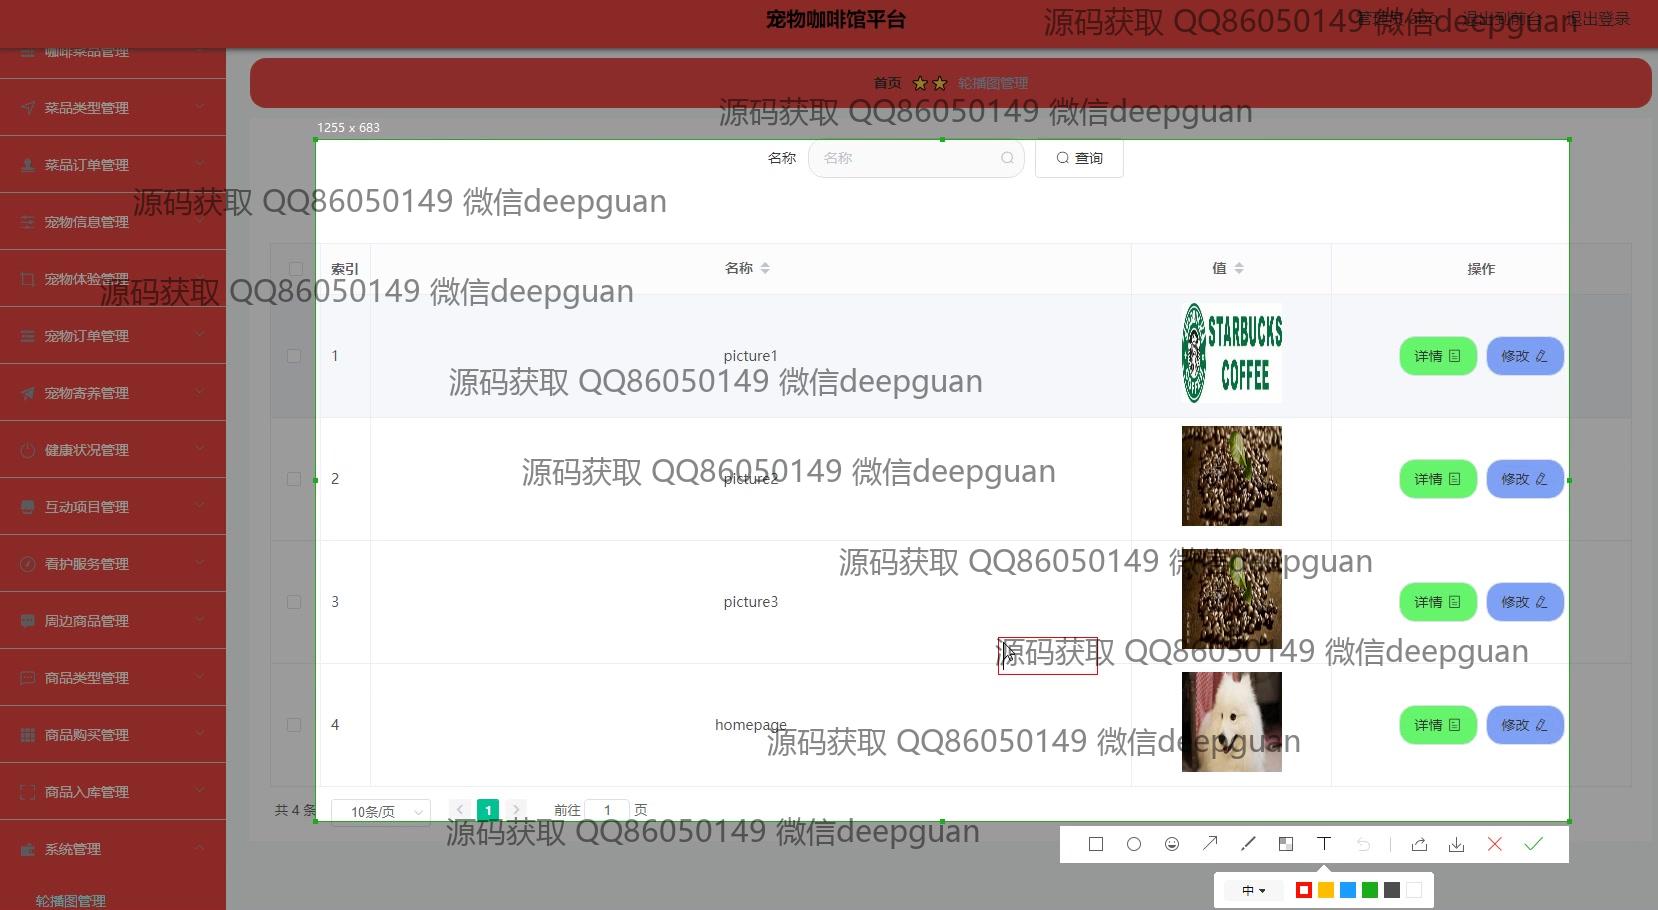 宠物咖啡馆平台
源码获取 QQ86050149 微信deepguan
退出到前台
退出登录
咖啡菜品管理
菜品类型管理
菜品订单管理
宠物信息管理
宠物体验管理
宠物订单管理
宠物寄养管理
健康状况管理
互动项目管理
看护服务管理
周边商品管理
商品类型管理
商品购买管理
商品入库管理
系统管理
轮播图管理
首页 轮播图管理
源码获取 QQ86050149 微信deepguan
1255 x 683
名称 名称 查询
源码获取 QQ86050149 微信deepguan
索引 名称 值 操作
源码获取 QQ86050149 微信deepguan
1 picture1 STARBUCKS COFFEE 详情 修改
源码获取 QQ86050149 微信deepguan
2 picture2 详情 修改
源码获取 QQ86050149 微信deepguan
源码获取 QQ86050149 微信deepguan
3 picture3 详情 修改
源码获取 QQ86050149 微信deepguan
4 homepage 详情 修改
源码获取 QQ86050149 微信deepguan
共 4 条 10条/页 1 前往 1 页
源码获取 QQ86050149 微信deepguan
中